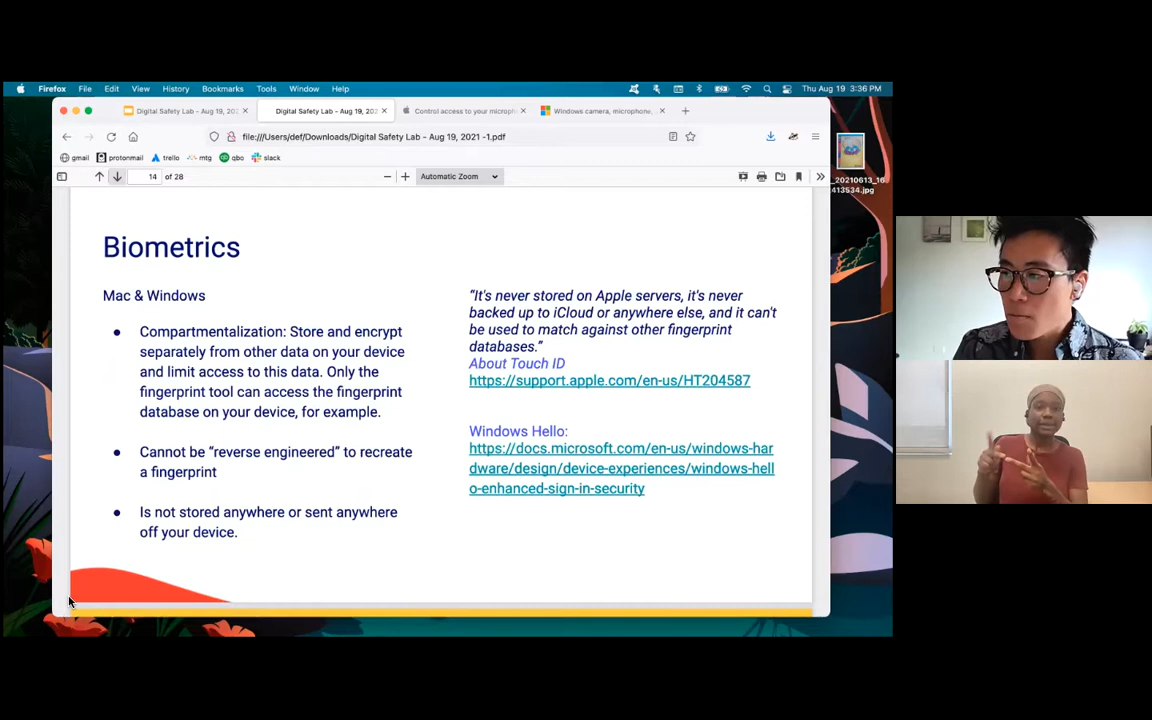 Firefox File Edit View History Bookmarks Tools Window Help Thu Aug 19 3:36 PM
Digital Safety Lab - Aug 19, 202 Digital Safety Lab - Aug 19, 202 Control access to your microph Windows camera, microphone,
file:///Users/def/Downloads/Digital Safety Lab - Aug 19, 2021 -1.pdf
gmail protonmail trello mtg qbo slack
14 of 28 Automatic Zoom
413534.jpg
Biometrics
Mac & Windows
Compartmentalization: Store and encrypt
separately from other data on your device
and limit access to this data. Only the
fingerprint tool can access the fingerprint
database on your device, for example.
Cannot be “reverse engineered” to recreate
a fingerprint
Is not stored anywhere or sent anywhere
off your device.
“It's never stored on Apple servers, it's never
backed up to iCloud or anywhere else, and it can't
be used to match against other fingerprint
databases.”
About Touch ID
https://support.apple.com/en-us/HT204587
Windows Hello:
https://docs.microsoft.com/en-us/windows-har
dware/design/device-experiences/windows-hell
o-enhanced-sign-in-security